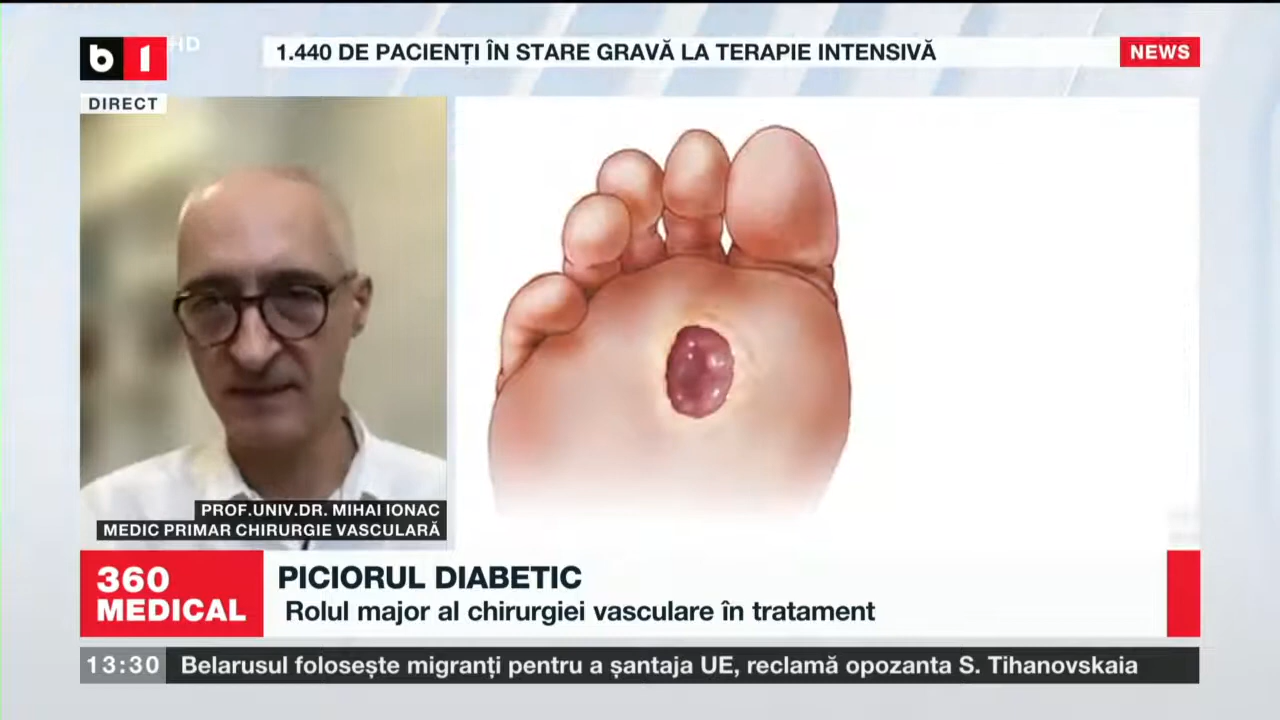 b1
HD
1.440 DE PACIENȚI ÎN STARE GRAVĂ LA TERAPIE INTENSIVĂ
NEWS
DIRECT
PROF.UNIV.DR. MIHAI IONAC
MEDIC PRIMAR CHIRURGIE VASCULARĂ
360
MEDICAL
PICIORUL DIABETIC
Rolul major al chirurgiei vasculare în tratament
13:30
Belarusul folosește migranți pentru a șantaja UE, reclamă opozanta S. Tihanovskaia